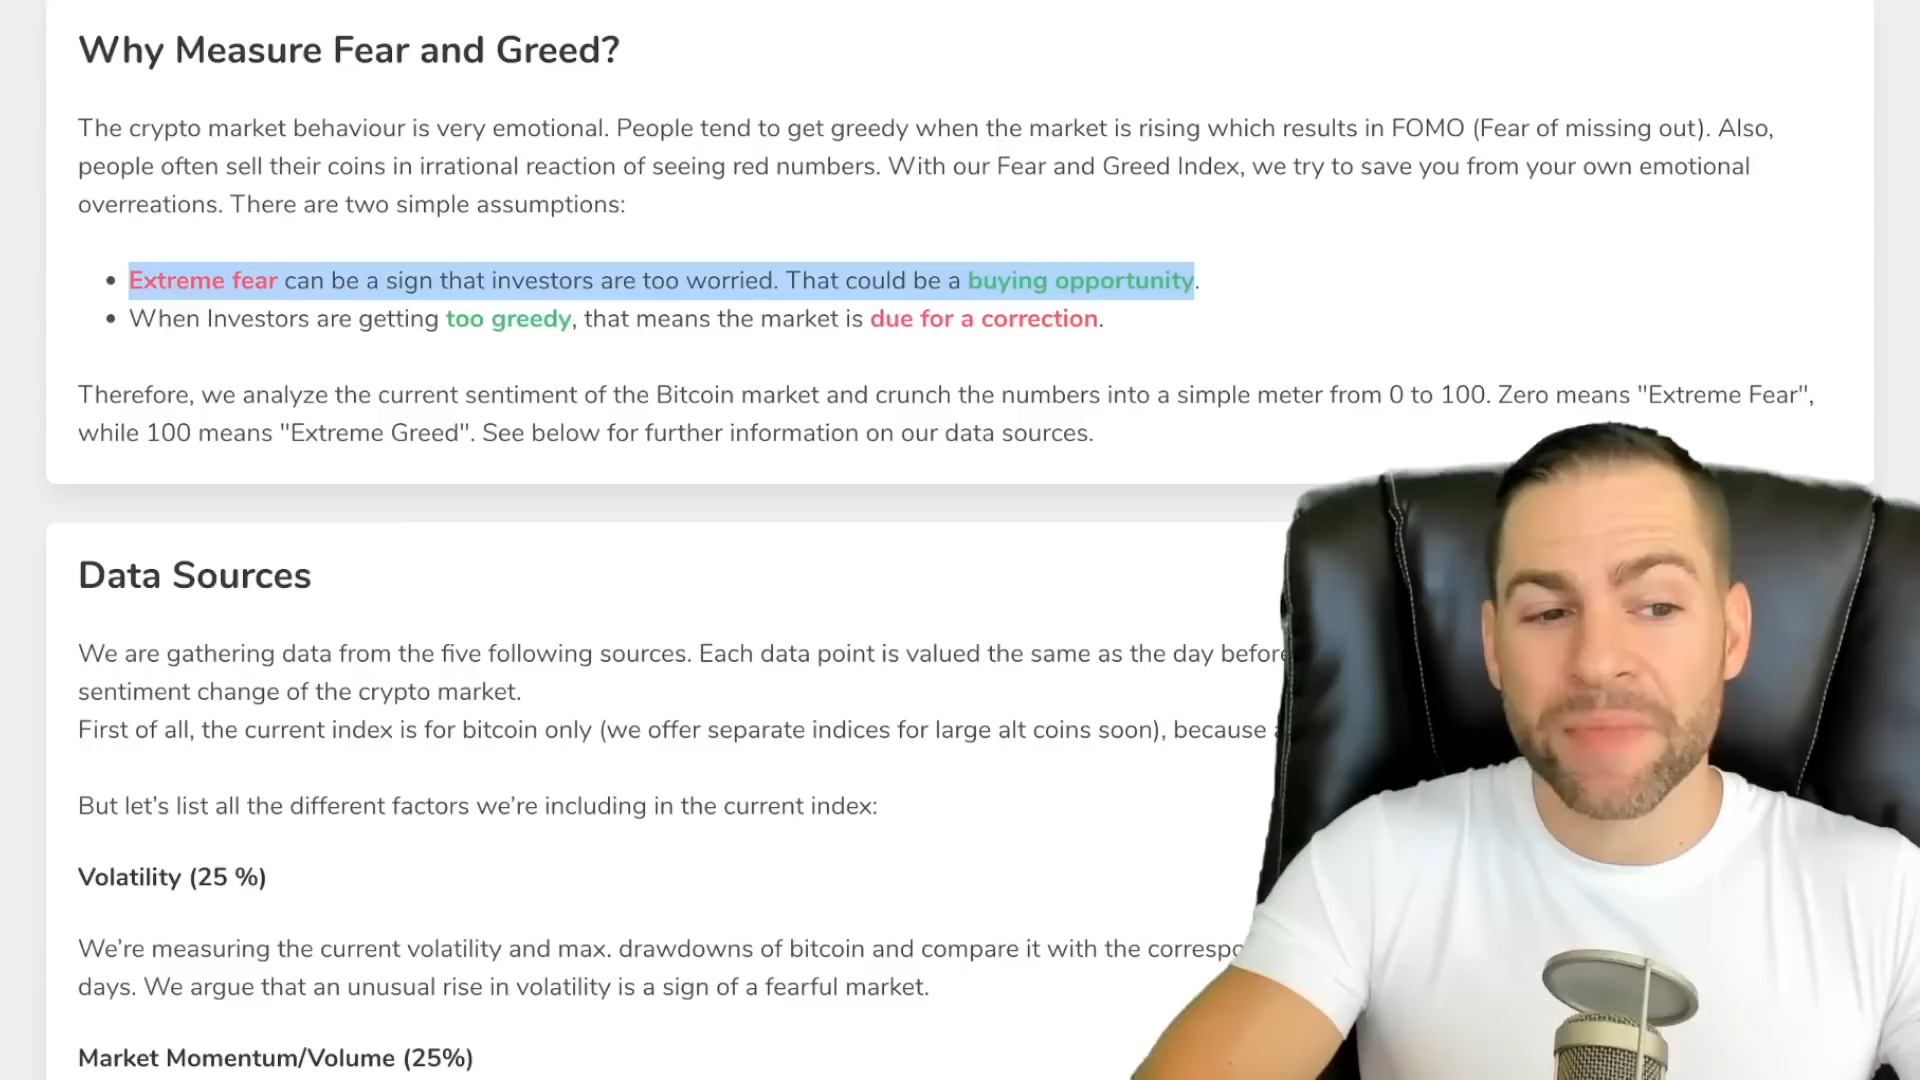 Why Measure Fear and Greed?
The crypto market behaviour is very emotional. People tend to get greedy when the market is rising which results in FOMO (Fear of missing out). Also,
people often sell their coins in irrational reaction of seeing red numbers. With our Fear and Greed Index, we try to save you from your own emotional
overreations. There are two simple assumptions:
• Extreme fear can be a sign that investors are too worried. That could be a buying opportunity.
• When Investors are getting too greedy, that means the market is due for a correction.
Therefore, we analyze the current sentiment of the Bitcoin market and crunch the numbers into a simple meter from 0 to 100. Zero means "Extreme Fear",
while 100 means "Extreme Greed". See below for further information on our data sources.
Data Sources
We are gathering data from the five following sources. Each data point is valued the same as the day before
sentiment change of the crypto market.
First of all, the current index is for bitcoin only (we offer separate indices for large alt coins soon), because
But let’s list all the different factors we’re including in the current index:
Volatility (25 %)
We’re measuring the current volatility and max. drawdowns of bitcoin and compare it with the
days. We argue that an unusual rise in volatility is a sign of a fearful market.
Market Momentum/Volume (25%)